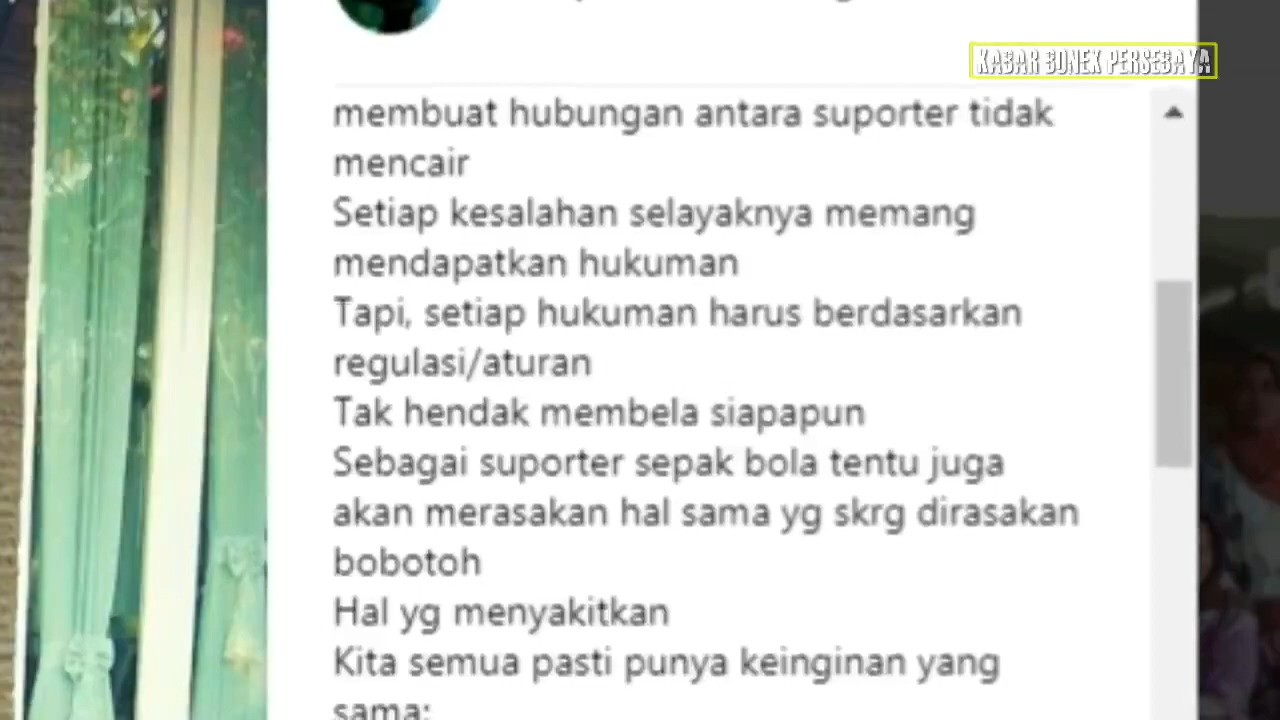 KABAR BONEK PERSEBAYA
membuat hubungan antara suporter tidak
mencair
Setiap kesalahan selayaknya memang
mendapatkan hukuman
Tapi, setiap hukuman harus berdasarkan
regulasi/aturan
Tak hendak membela siapapun
Sebagai suporter sepak bola tentu juga
akan merasakan hal sama yg skrg dirasakan
bobotoh
Hal yg menyakitkan
Kita semua pasti punya keinginan yang
sama: